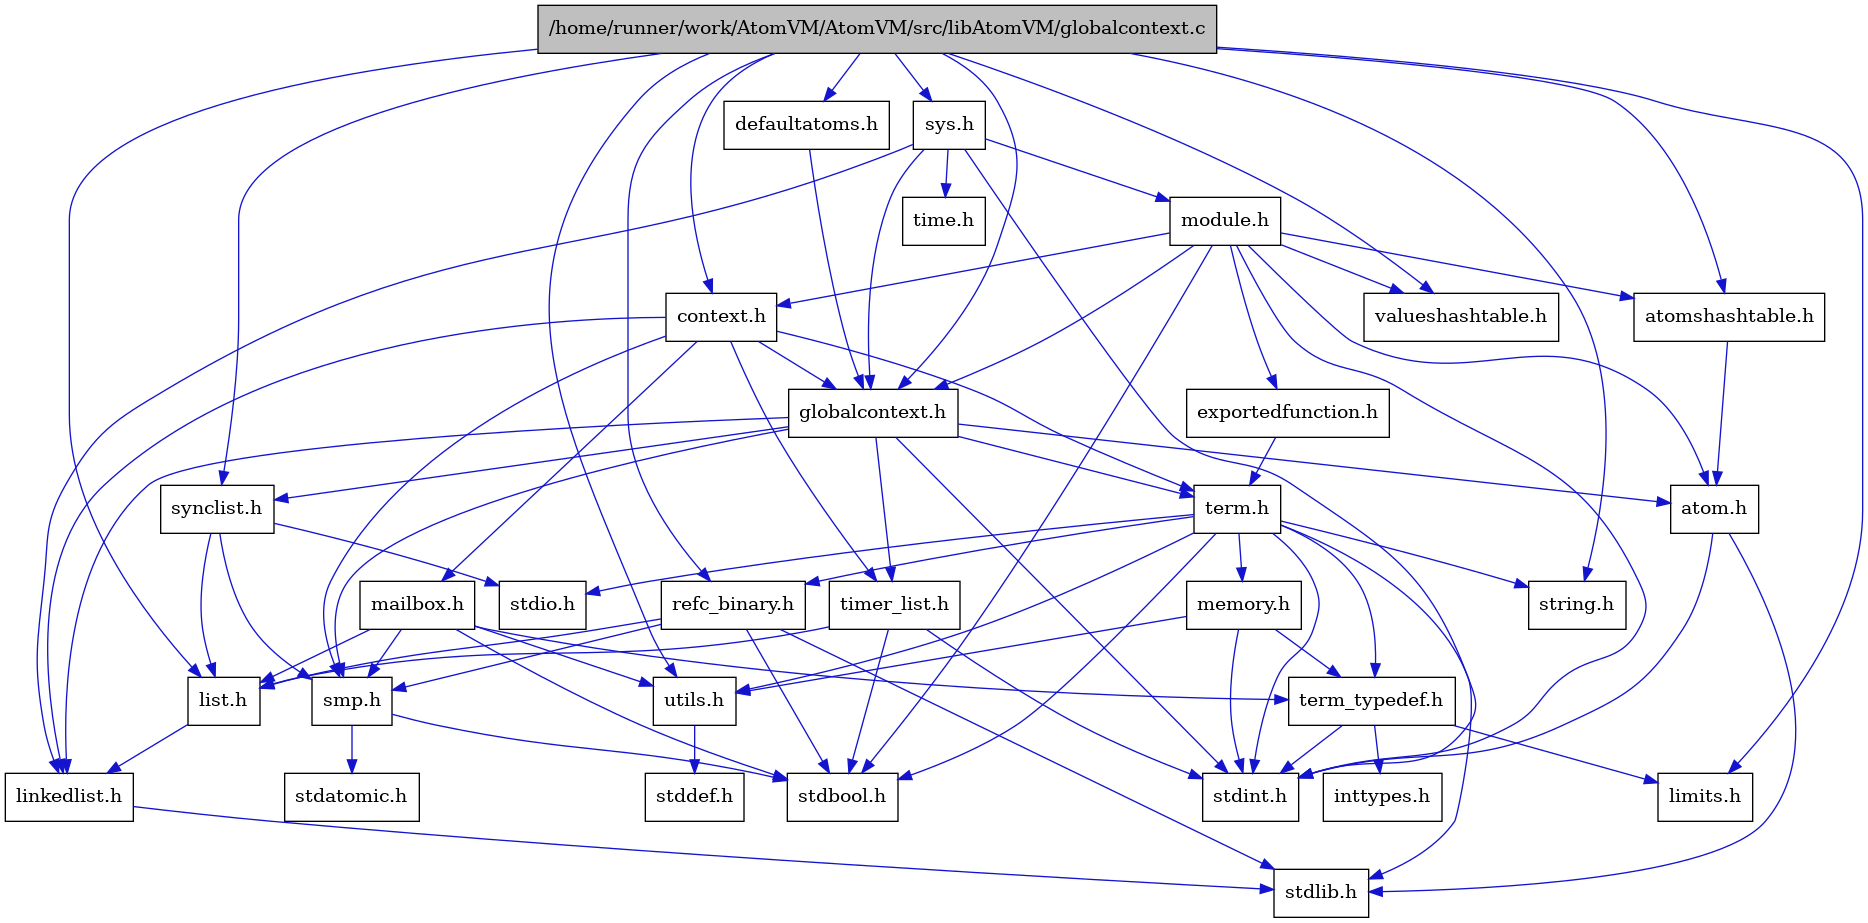 /home/runner/work/AtomVM/AtomVM/src/libAtomVM/globalcontext.c
defaultatoms.h
sys.h
time.h
module.h
context.h
valueshashtable.h
atomshashtable.h
globalcontext.h
exportedfunction.h
synclist.h
term.h
atom.h
mailbox.h
stdio.h
refc_binary.h
timer_list.h
memory.h
string.h
list.h
smp.h
utils.h
term_typedef.h
linkedlist.h
stdatomic.h
stddef.h
stdbool.h
stdint.h
inttypes.h
limits.h
stdlib.h